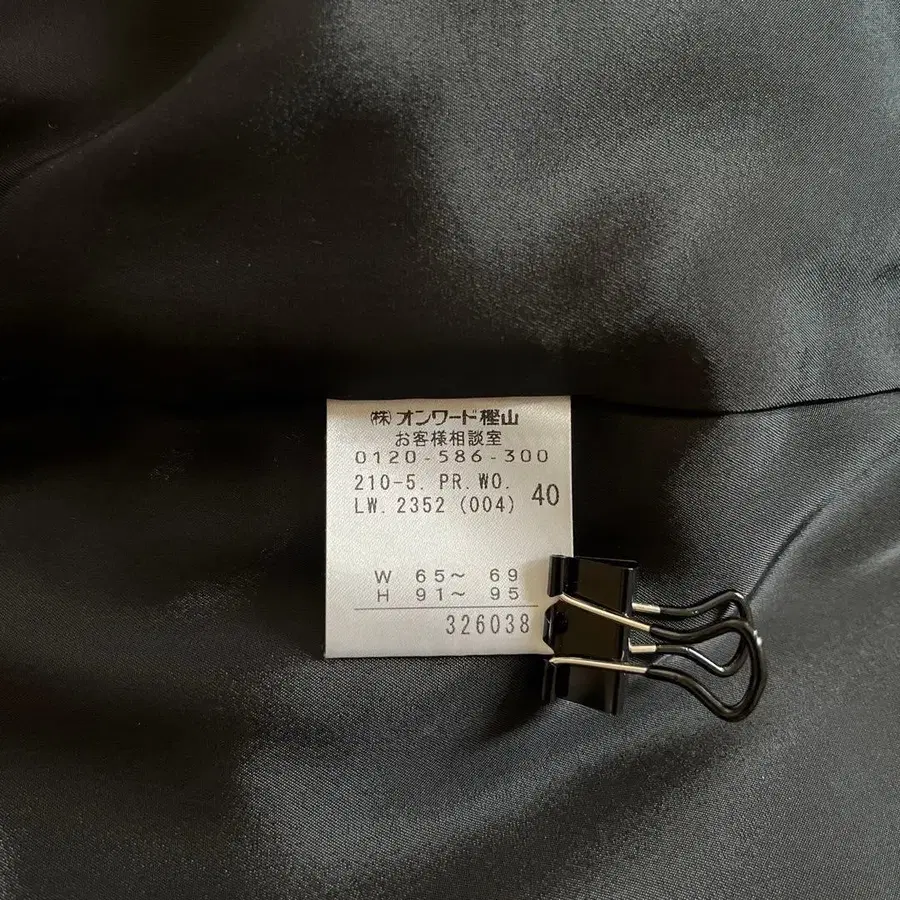 ㈱オンワード樫山
お客様相談室
0120-586-300
210-5. PR. WO.
LW. 2352 (004) 40
W 65〜 69
H 91〜 95
326038